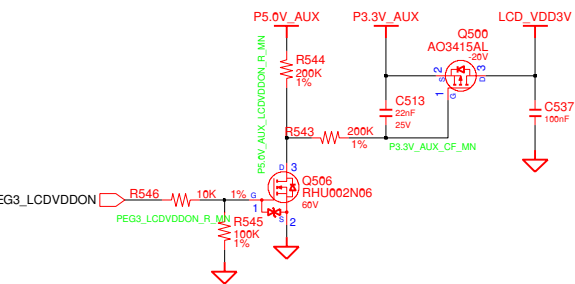 P5.0V_AUX
P3.3V_AUX
LCD_VDD3V
Q500
AO3415AL
-20V
R544
200K
1%
P5.0V_AUX_LCDVDDON_R_MN
2
S
3
D
1
G
C513
22nF
25V
C537
100nF
R543
200K
1%
P3.3V_AUX_CF_MN
D
3
Q506
RHU002N06
60V
EG3_LCDVDDON
R546
10K
1%
G
1
S
2
PEG3_LCDVDDON_R_MN
R545
100K
1%